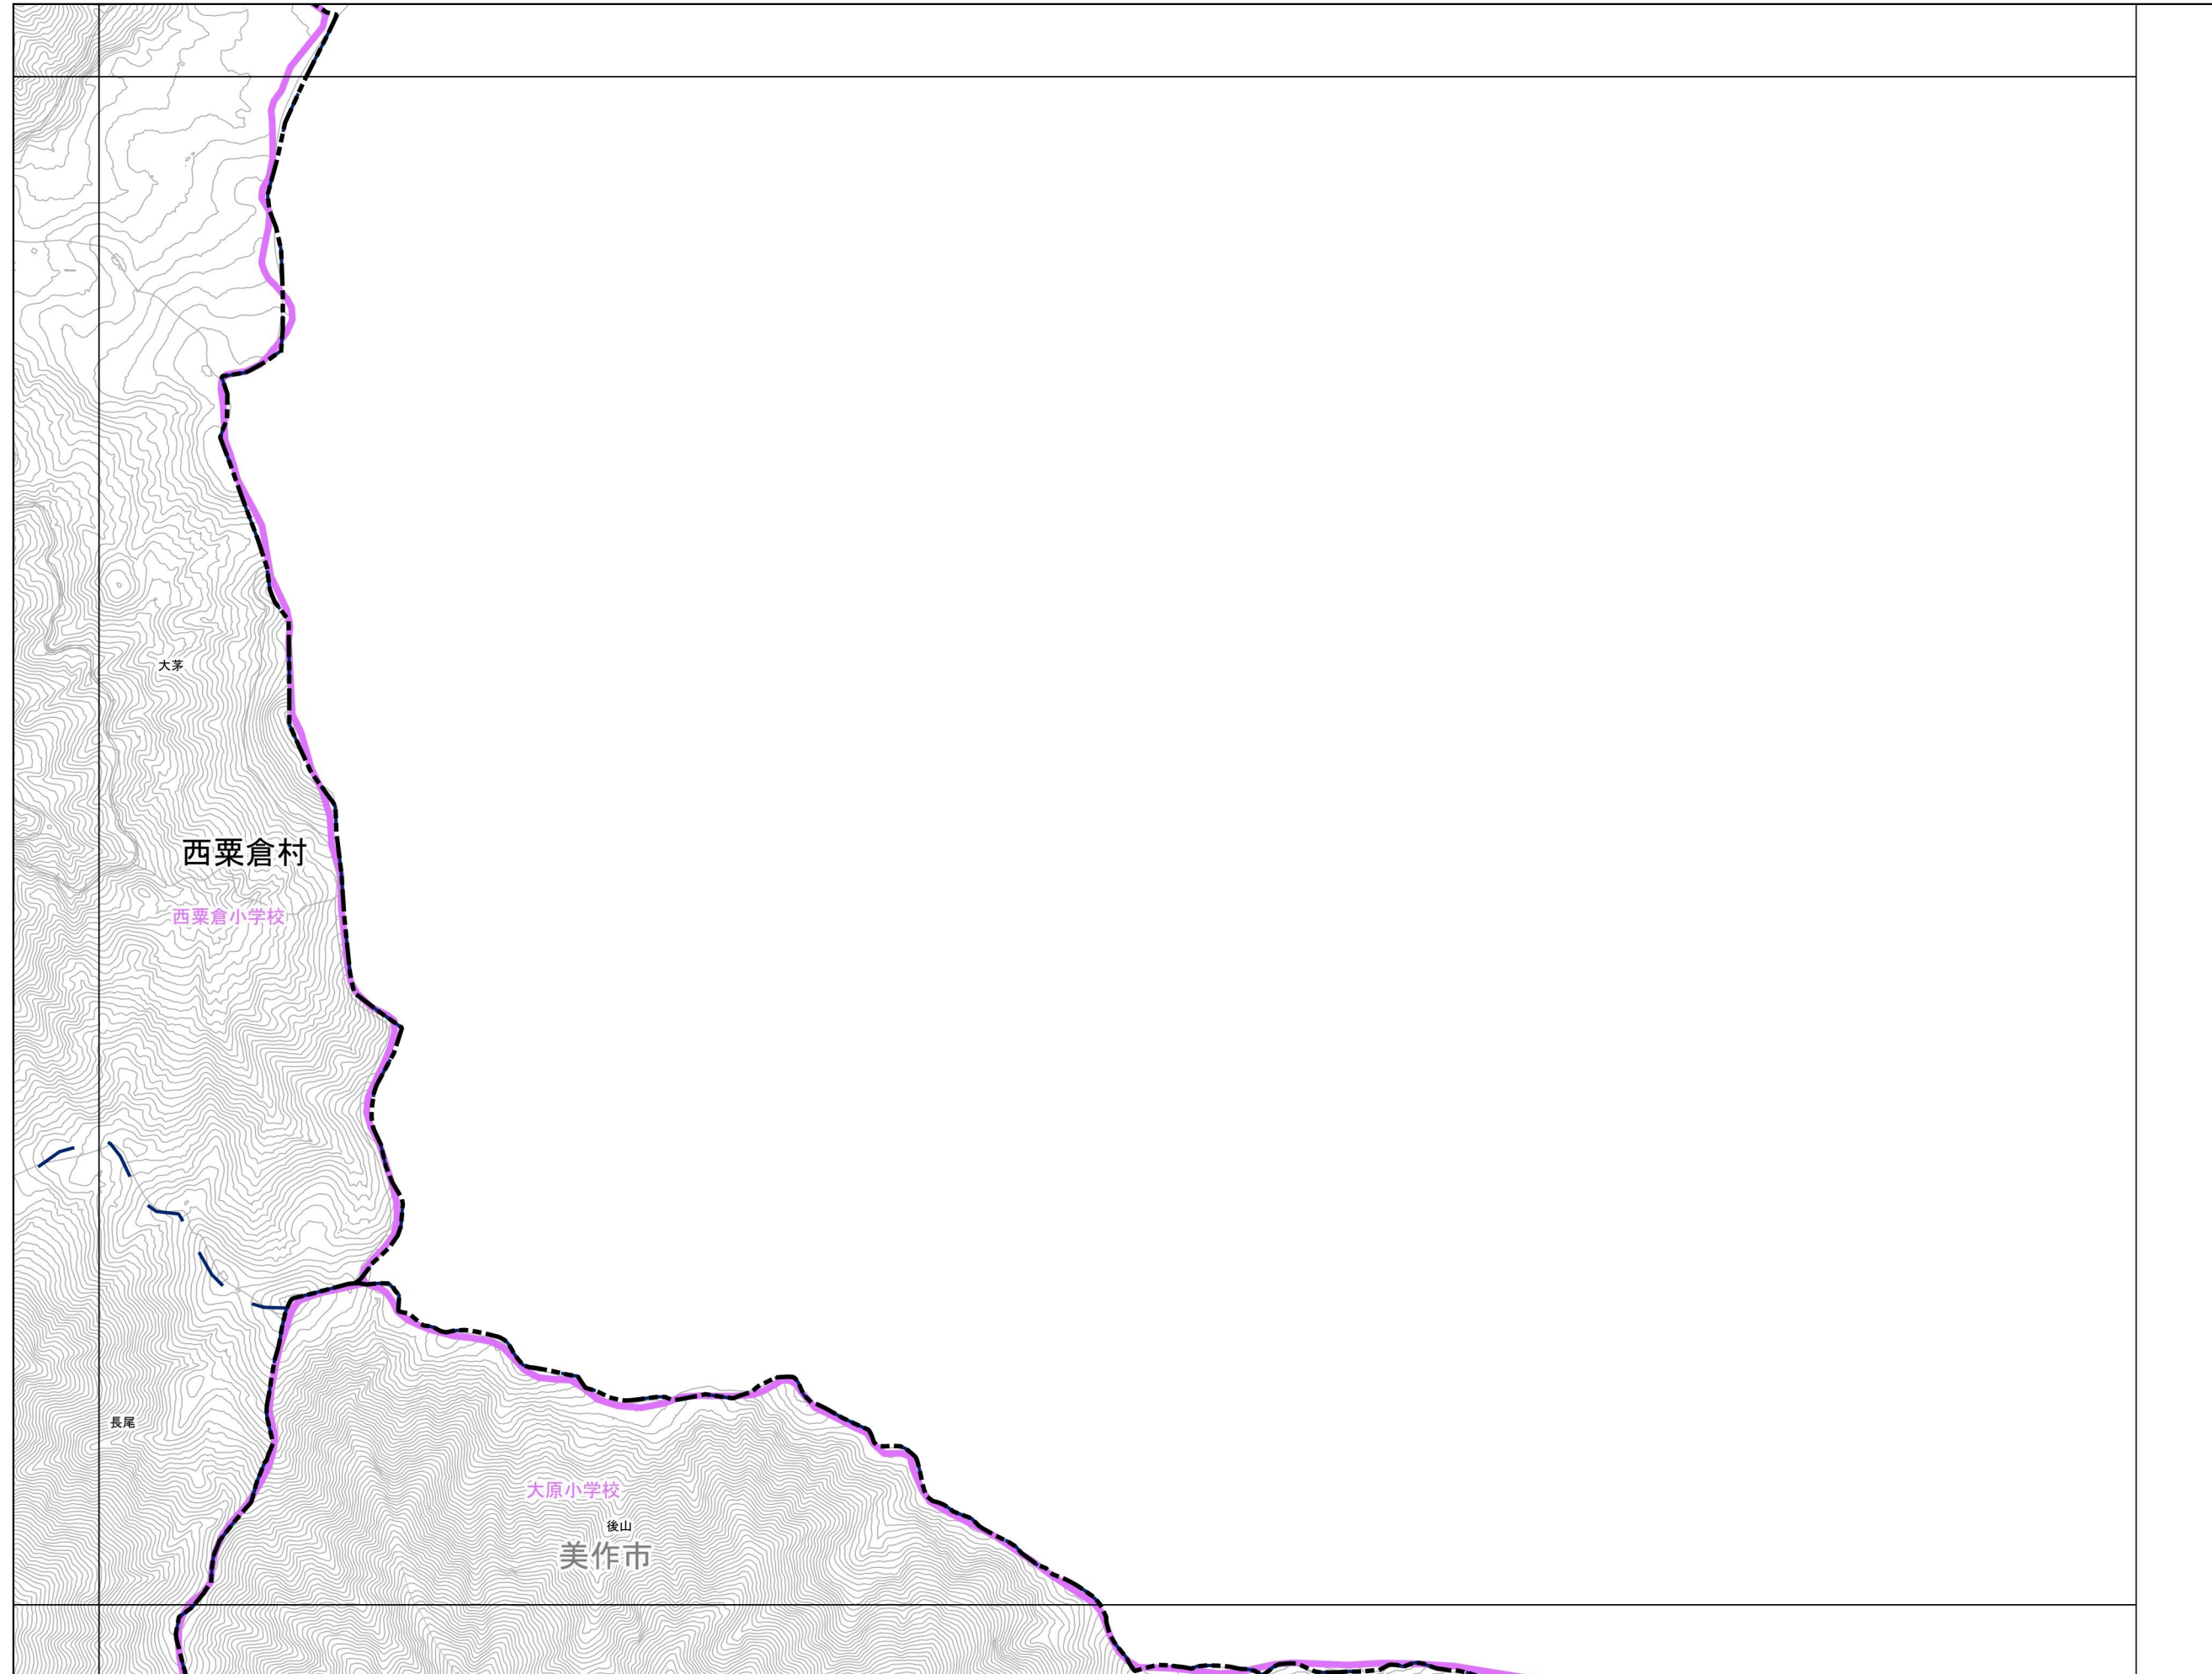 大茅
西粟倉村
西粟倉小学校
長尾
大原小学校
後山
美作市